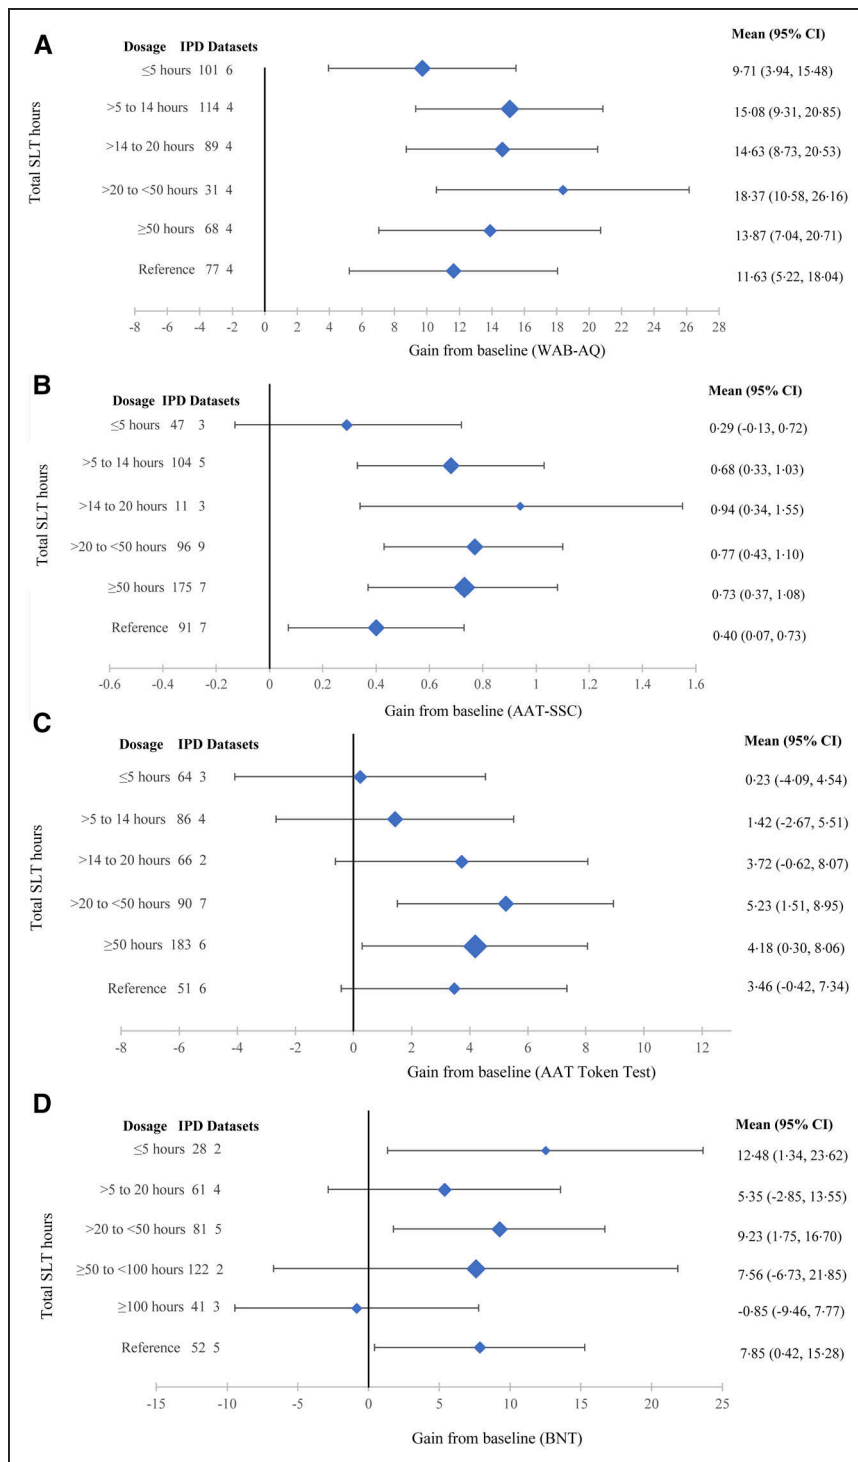 A
Dosage IPD Datasets Mean (95% CI)
≤5 hours 101 6 9·71 (3·94, 15·48)
>5 to 14 hours 114 4 15·08 (9·31, 20·85)
>14 to 20 hours 89 4 14·63 (8·73, 20·53)
>20 to <50 hours 31 4 18·37 (10·58, 26·16)
≥50 hours 68 4 13·87 (7·04, 20·71)
Reference 77 4 11·63 (5·22, 18·04)
Total SLT hours
-8 -6 -4 -2 0 2 4 6 8 10 12 14 16 18 20 22 24 26 28
Gain from baseline (WAB-AQ)
B
Dosage IPD Datasets Mean (95% CI)
≤5 hours 47 3 0·29 (-0·13, 0·72)
>5 to 14 hours 104 5 0·68 (0·33, 1·03)
>14 to 20 hours 11 3 0·94 (0·34, 1·55)
>20 to <50 hours 96 9 0·77 (0·43, 1·10)
≥50 hours 175 7 0·73 (0·37, 1·08)
Reference 91 7 0·40 (0·07, 0·73)
Total SLT hours
-0.6 -0.4 -0.2 0 0.2 0.4 0.6 0.8 1 1.2 1.4 1.6
Gain from baseline (AAT-SSC)
C
Dosage IPD Datasets Mean (95% CI)
≤5 hours 64 3 0·23 (-4·09, 4·54)
>5 to 14 hours 86 4 1·42 (-2·67, 5·51)
>14 to 20 hours 66 2 3·72 (-0·62, 8·07)
>20 to <50 hours 90 7 5·23 (1·51, 8·95)
≥50 hours 183 6 4·18 (0·30, 8·06)
Reference 51 6 3·46 (-0·42, 7·34)
Total SLT hours
-8 -6 -4 -2 0 2 4 6 8 10 12
Gain from baseline (AAT Token Test)
D
Dosage IPD Datasets Mean (95% CI)
≤5 hours 28 2 12·48 (1·34, 23·62)
>5 to 20 hours 61 4 5·35 (-2·85, 13·55)
>20 to <50 hours 81 5 9·23 (1·75, 16·70)
≥50 to <100 hours 122 2 7·56 (-6·73, 21·85)
≥100 hours 41 3 -0·85 (-9·46, 7·77)
Reference 52 5 7·85 (0·42, 15·28)
Total SLT hours
-15 -10 -5 0 5 10 15 20 25
Gain from baseline (BNT)